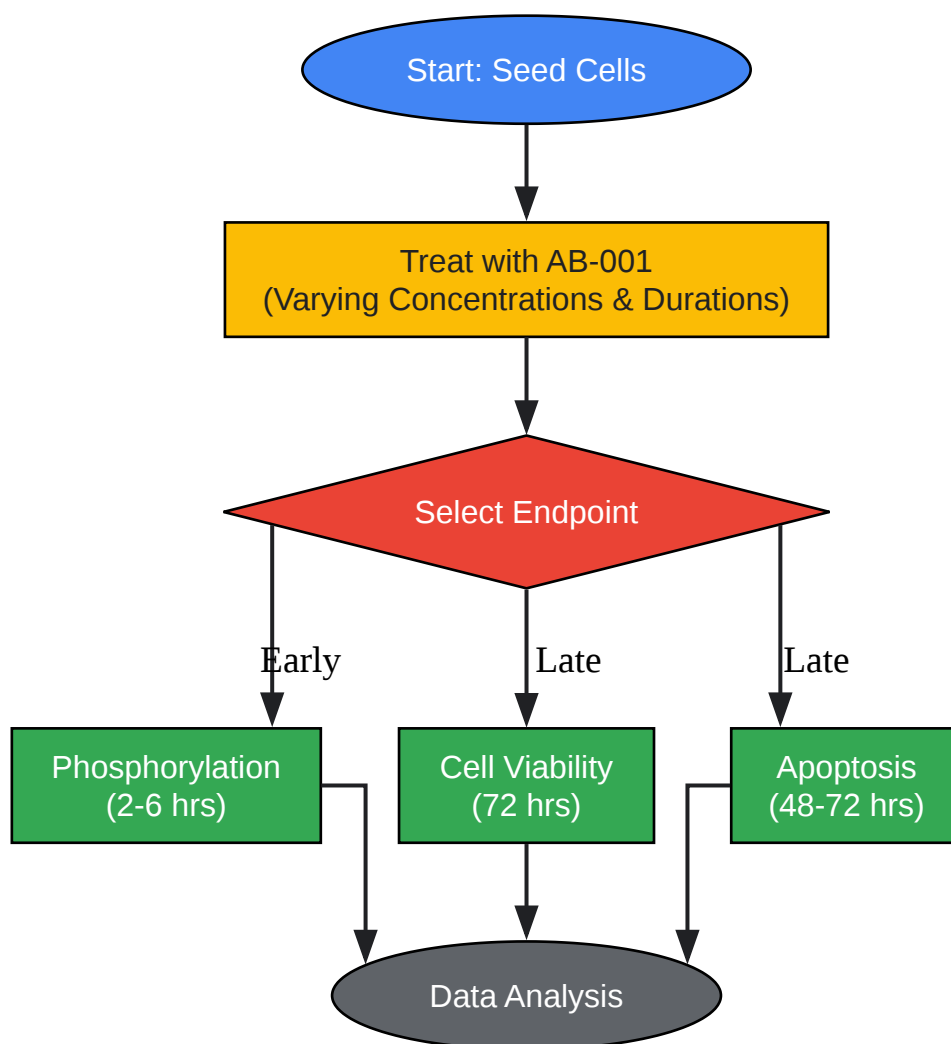 Start: Seed Cells
Treat with AB-001
(Varying Concentrations & Durations)
Select Endpoint
Early
Late
Late
Phosphorylation
(2-6 hrs)
Cell Viability
(72 hrs)
Apoptosis
(48-72 hrs)
Data Analysis